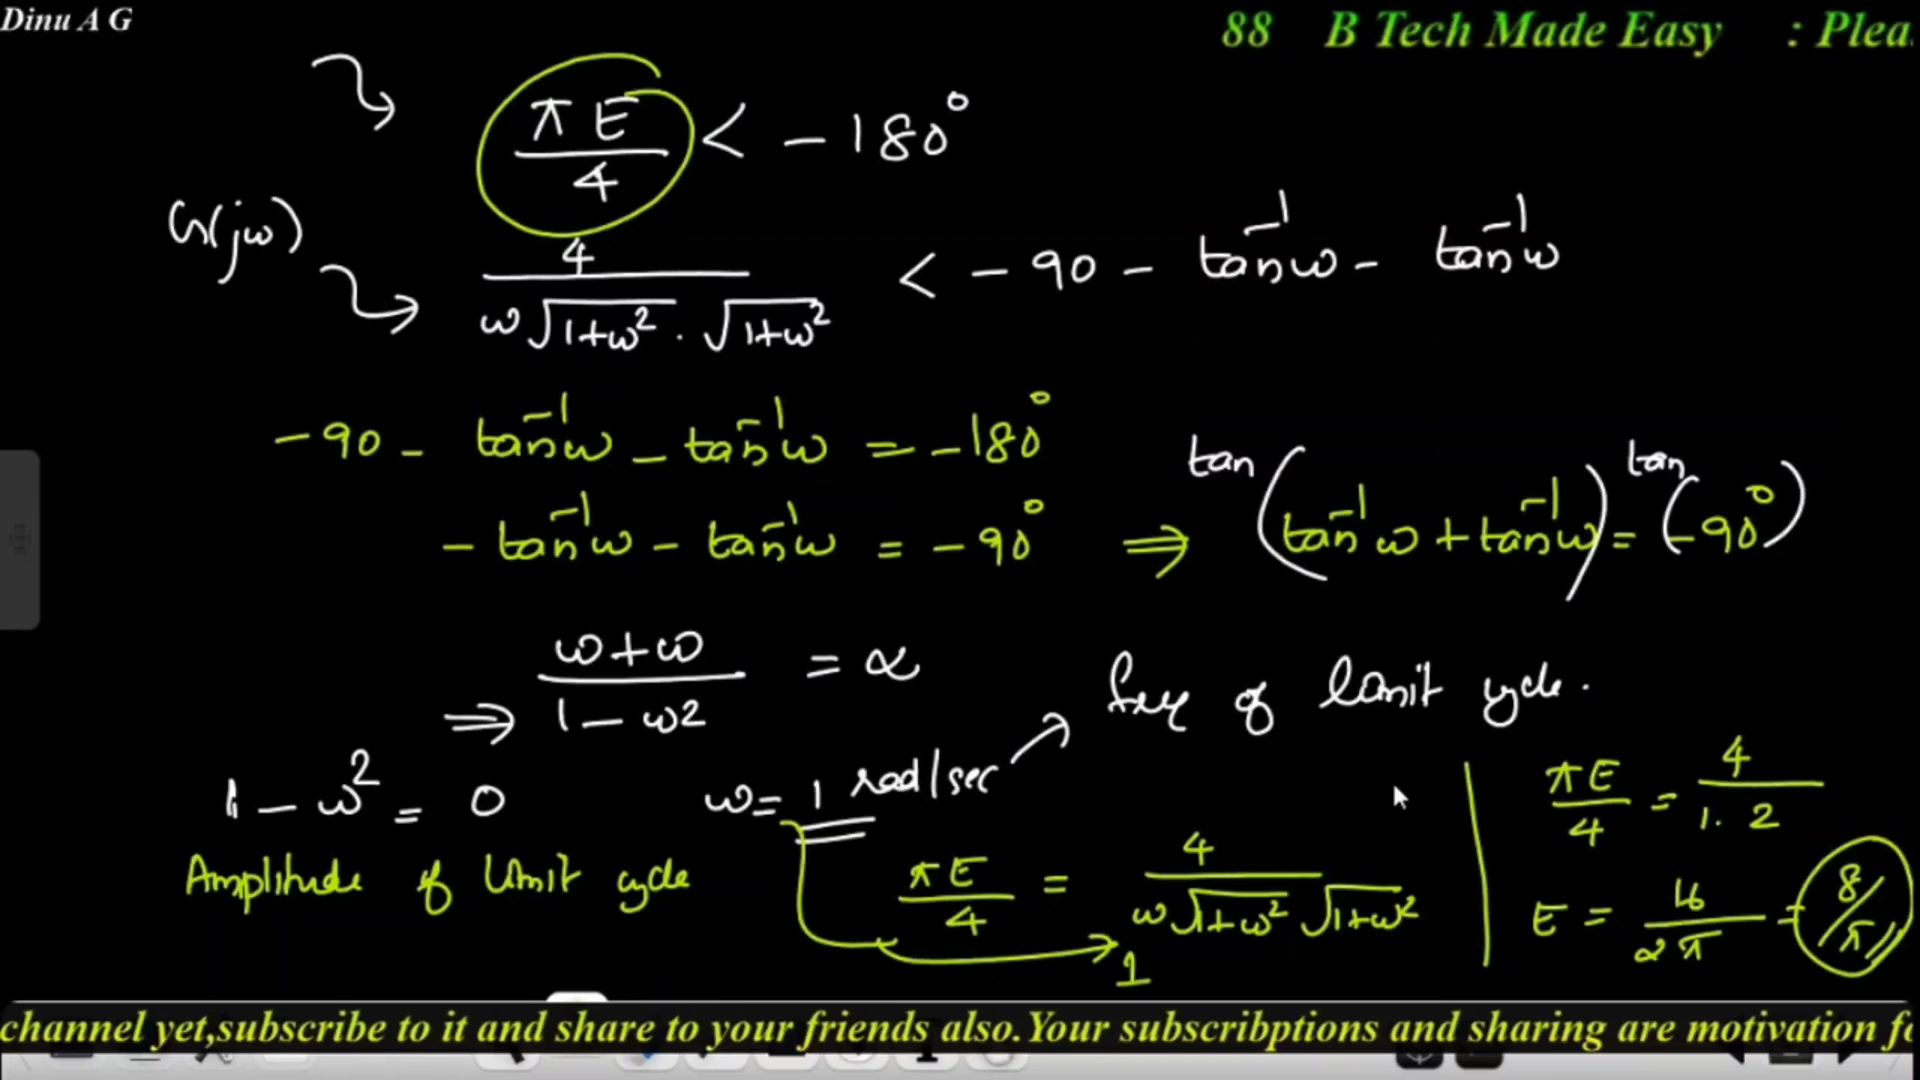 Dinu A G
88 B Tech Made Easy : Plea
πE/4 < -180°
G(jω)
4/(ω√(1+ω²) . √(1+ω²)) < -90 - tan⁻¹ω - tan⁻¹ω
-90 - tan⁻¹ω - tan⁻¹ω = -180°
-tan⁻¹ω - tan⁻¹ω = -90° ⇒ tan(tan⁻¹ω + tan⁻¹ω) = tan(-90°)
⇒ (ω+ω)/(1-ω2) = α
freq of limit cycle.
1 - ω² = 0 ω = 1 rad/sec
Amplitude of limit cycle
πE/4 = 4/(ω√(1+ω²) √(1+ω²))
1
πE/4 = 4/(1. 2)
E = 16/2π = 8/π
channel yet,subscribe to it and share to your friends also.Your subscribptions and sharing are motivation fo